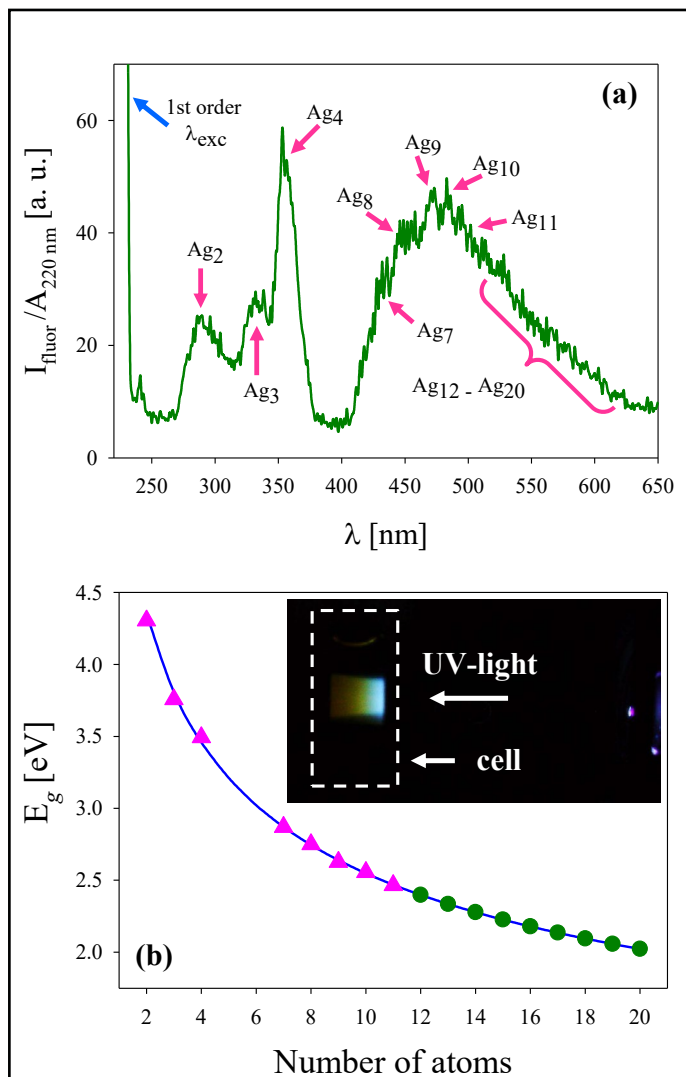 (a)
1st order
λexc
Ag4
Ag9
Ag10
Ag8
Ag11
Ag2
Ag7
Ag3
Ag12 - Ag20
Ifluor/A220 nm [a. u.]
60
40
20
0
250 300 350 400 450 500 550 600 650
λ [nm]
4.5
4.0
3.5
3.0
2.5
2.0
Eg [eV]
UV-light
cell
(b)
2 4 6 8 10 12 14 16 18 20
Number of atoms